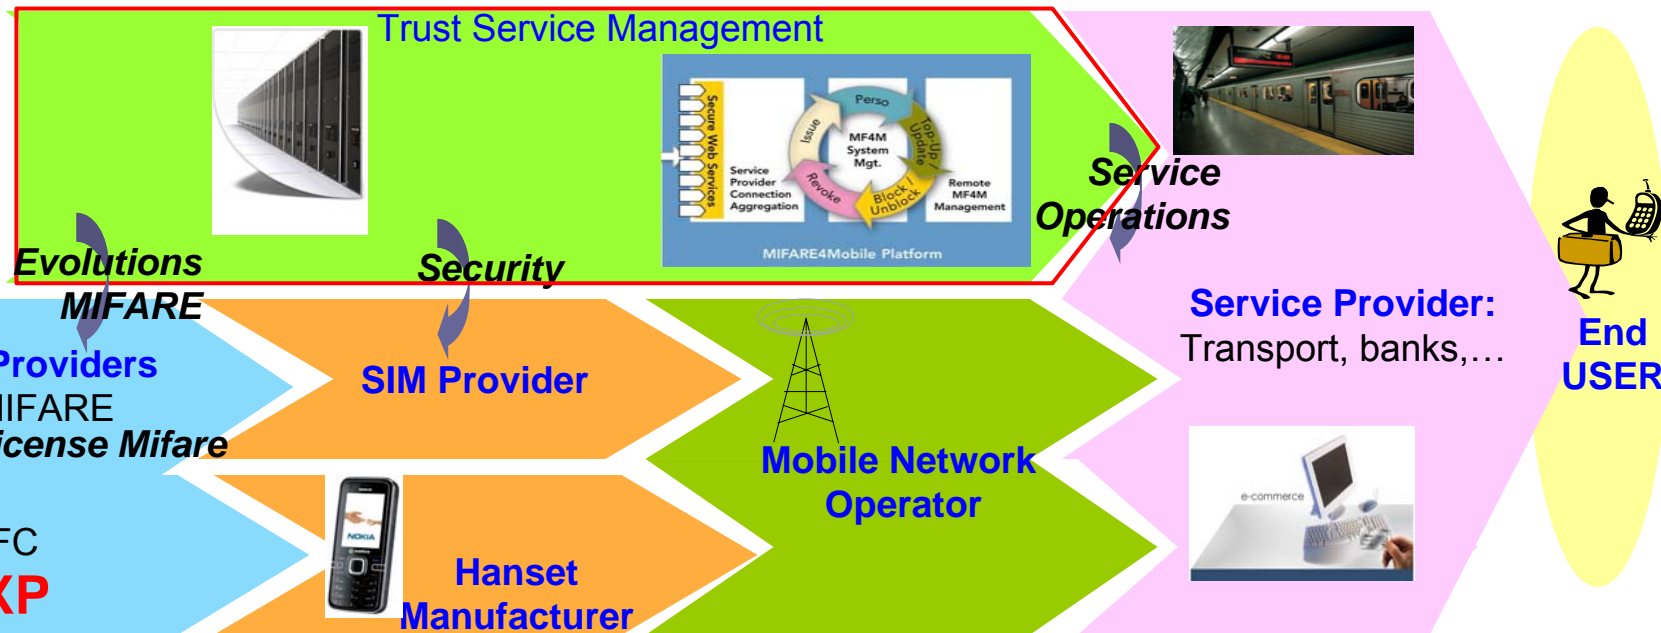 Trust Service Management
Secure Web Services
Service
Provider
Connection
Aggregation
Issue
Perso
Top-Up /
Update
Block /
Unblock
Revoke
MF4M
System
Mgt.
Remote
MF4M
Management
MIFARE4Mobile Platform
Evolutions
MIFARE
Security
Service
Operations
Providers
MIFARE
icense Mifare
FC
XP
SIM Provider
NOKIA
Hanset
Manufacturer
Mobile Network
Operator
Service Provider:
Transport, banks,...
e-commerce
End
USER